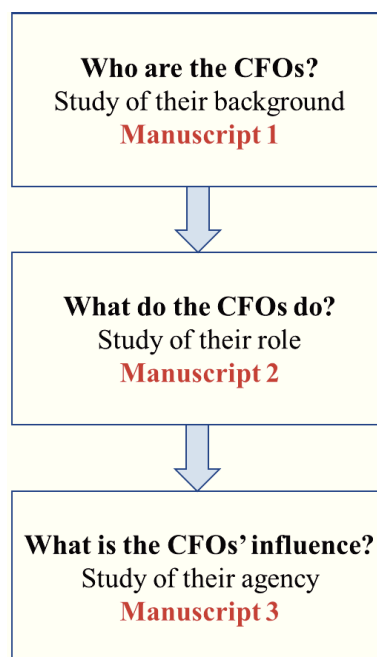 Who are the CFOs?
Study of their background
Manuscript 1
What do the CFOs do?
Study of their role
Manuscript 2
What is the CFOs’ influence?
Study of their agency
Manuscript 3